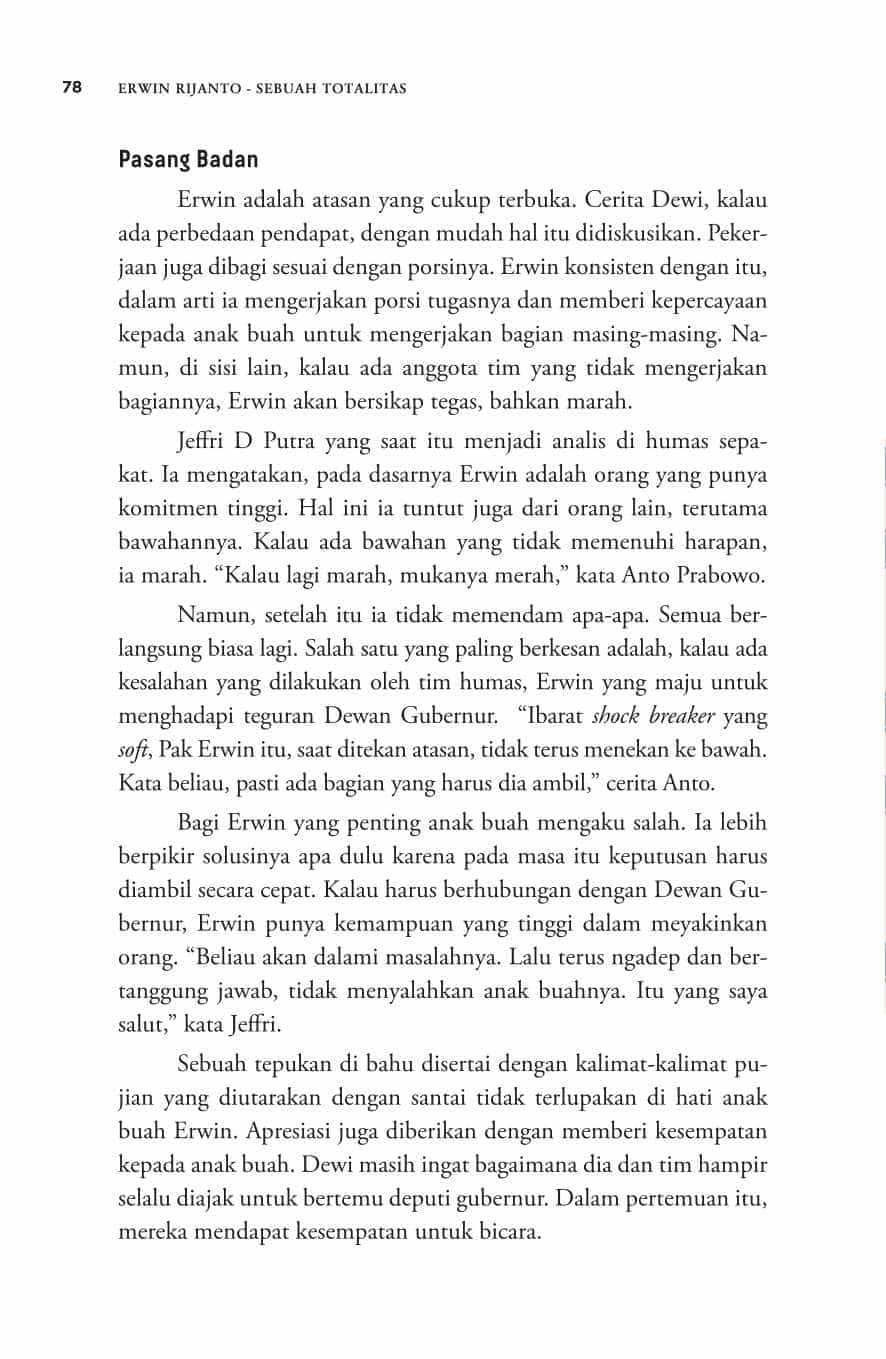 78 ERWIN RIJANTO - SEBUAH TOTALITAS
Pasang Badan
Erwin adalah atasan yang cukup terbuka. Cerita Dewi, kalau
ada perbedaan pendapat, dengan mudah hal itu didiskusikan. Peker-
jaan juga dibagi sesuai dengan porsinya. Erwin konsisten dengan itu,
dalam arti ia mengerjakan porsi tugasnya dan memberi kepercayaan
kepada anak buah untuk mengerjakan bagian masing-masing. Na-
mun, di sisi lain, kalau ada anggota tim yang tidak mengerjakan
bagiannya, Erwin akan bersikap tegas, bahkan marah.
Jeffri D Putra yang saat itu menjadi analis di humas sepa-
kat. Ia mengatakan, pada dasarnya Erwin adalah orang yang punya
komitmen tinggi. Hal ini ia tuntut juga dari orang lain, terutama
bawahannya. Kalau ada bawahan yang tidak memenuhi harapan,
ia marah. “Kalau lagi marah, mukanya merah,” kata Anto Prabowo.
Namun, setelah itu ia tidak memendam apa-apa. Semua ber-
langsung biasa lagi. Salah satu yang paling berkesan adalah, kalau ada
kesalahan yang dilakukan oleh tim humas, Erwin yang maju untuk
menghadapi teguran Dewan Gubernur. “Ibarat shock breaker yang
soft, Pak Erwin itu, saat ditekan atasan, tidak terus menekan ke bawah.
Kata beliau, pasti ada bagian yang harus dia ambil,” cerita Anto.
Bagi Erwin yang penting anak buah mengaku salah. Ia lebih
berpikir solusinya apa dulu karena pada masa itu keputusan harus
diambil secara cepat. Kalau harus berhubungan dengan Dewan Gu-
bernur, Erwin punya kemampuan yang tinggi dalam meyakinkan
orang. “Beliau akan dalami masalahnya. Lalu terus ngadep dan ber-
tanggung jawab, tidak menyalahkan anak buahnya. Itu yang saya
salut,” kata Jeffri.
Sebuah tepukan di bahu disertai dengan kalimat-kalimat pu-
jian yang diutarakan dengan santai tidak terlupakan di hati anak
buah Erwin. Apresiasi juga diberikan dengan memberi kesempatan
kepada anak buah. Dewi masih ingat bagaimana dia dan tim hampir
selalu diajak untuk bertemu deputi gubernur. Dalam pertemuan itu,
mereka mendapat kesempatan untuk bicara.